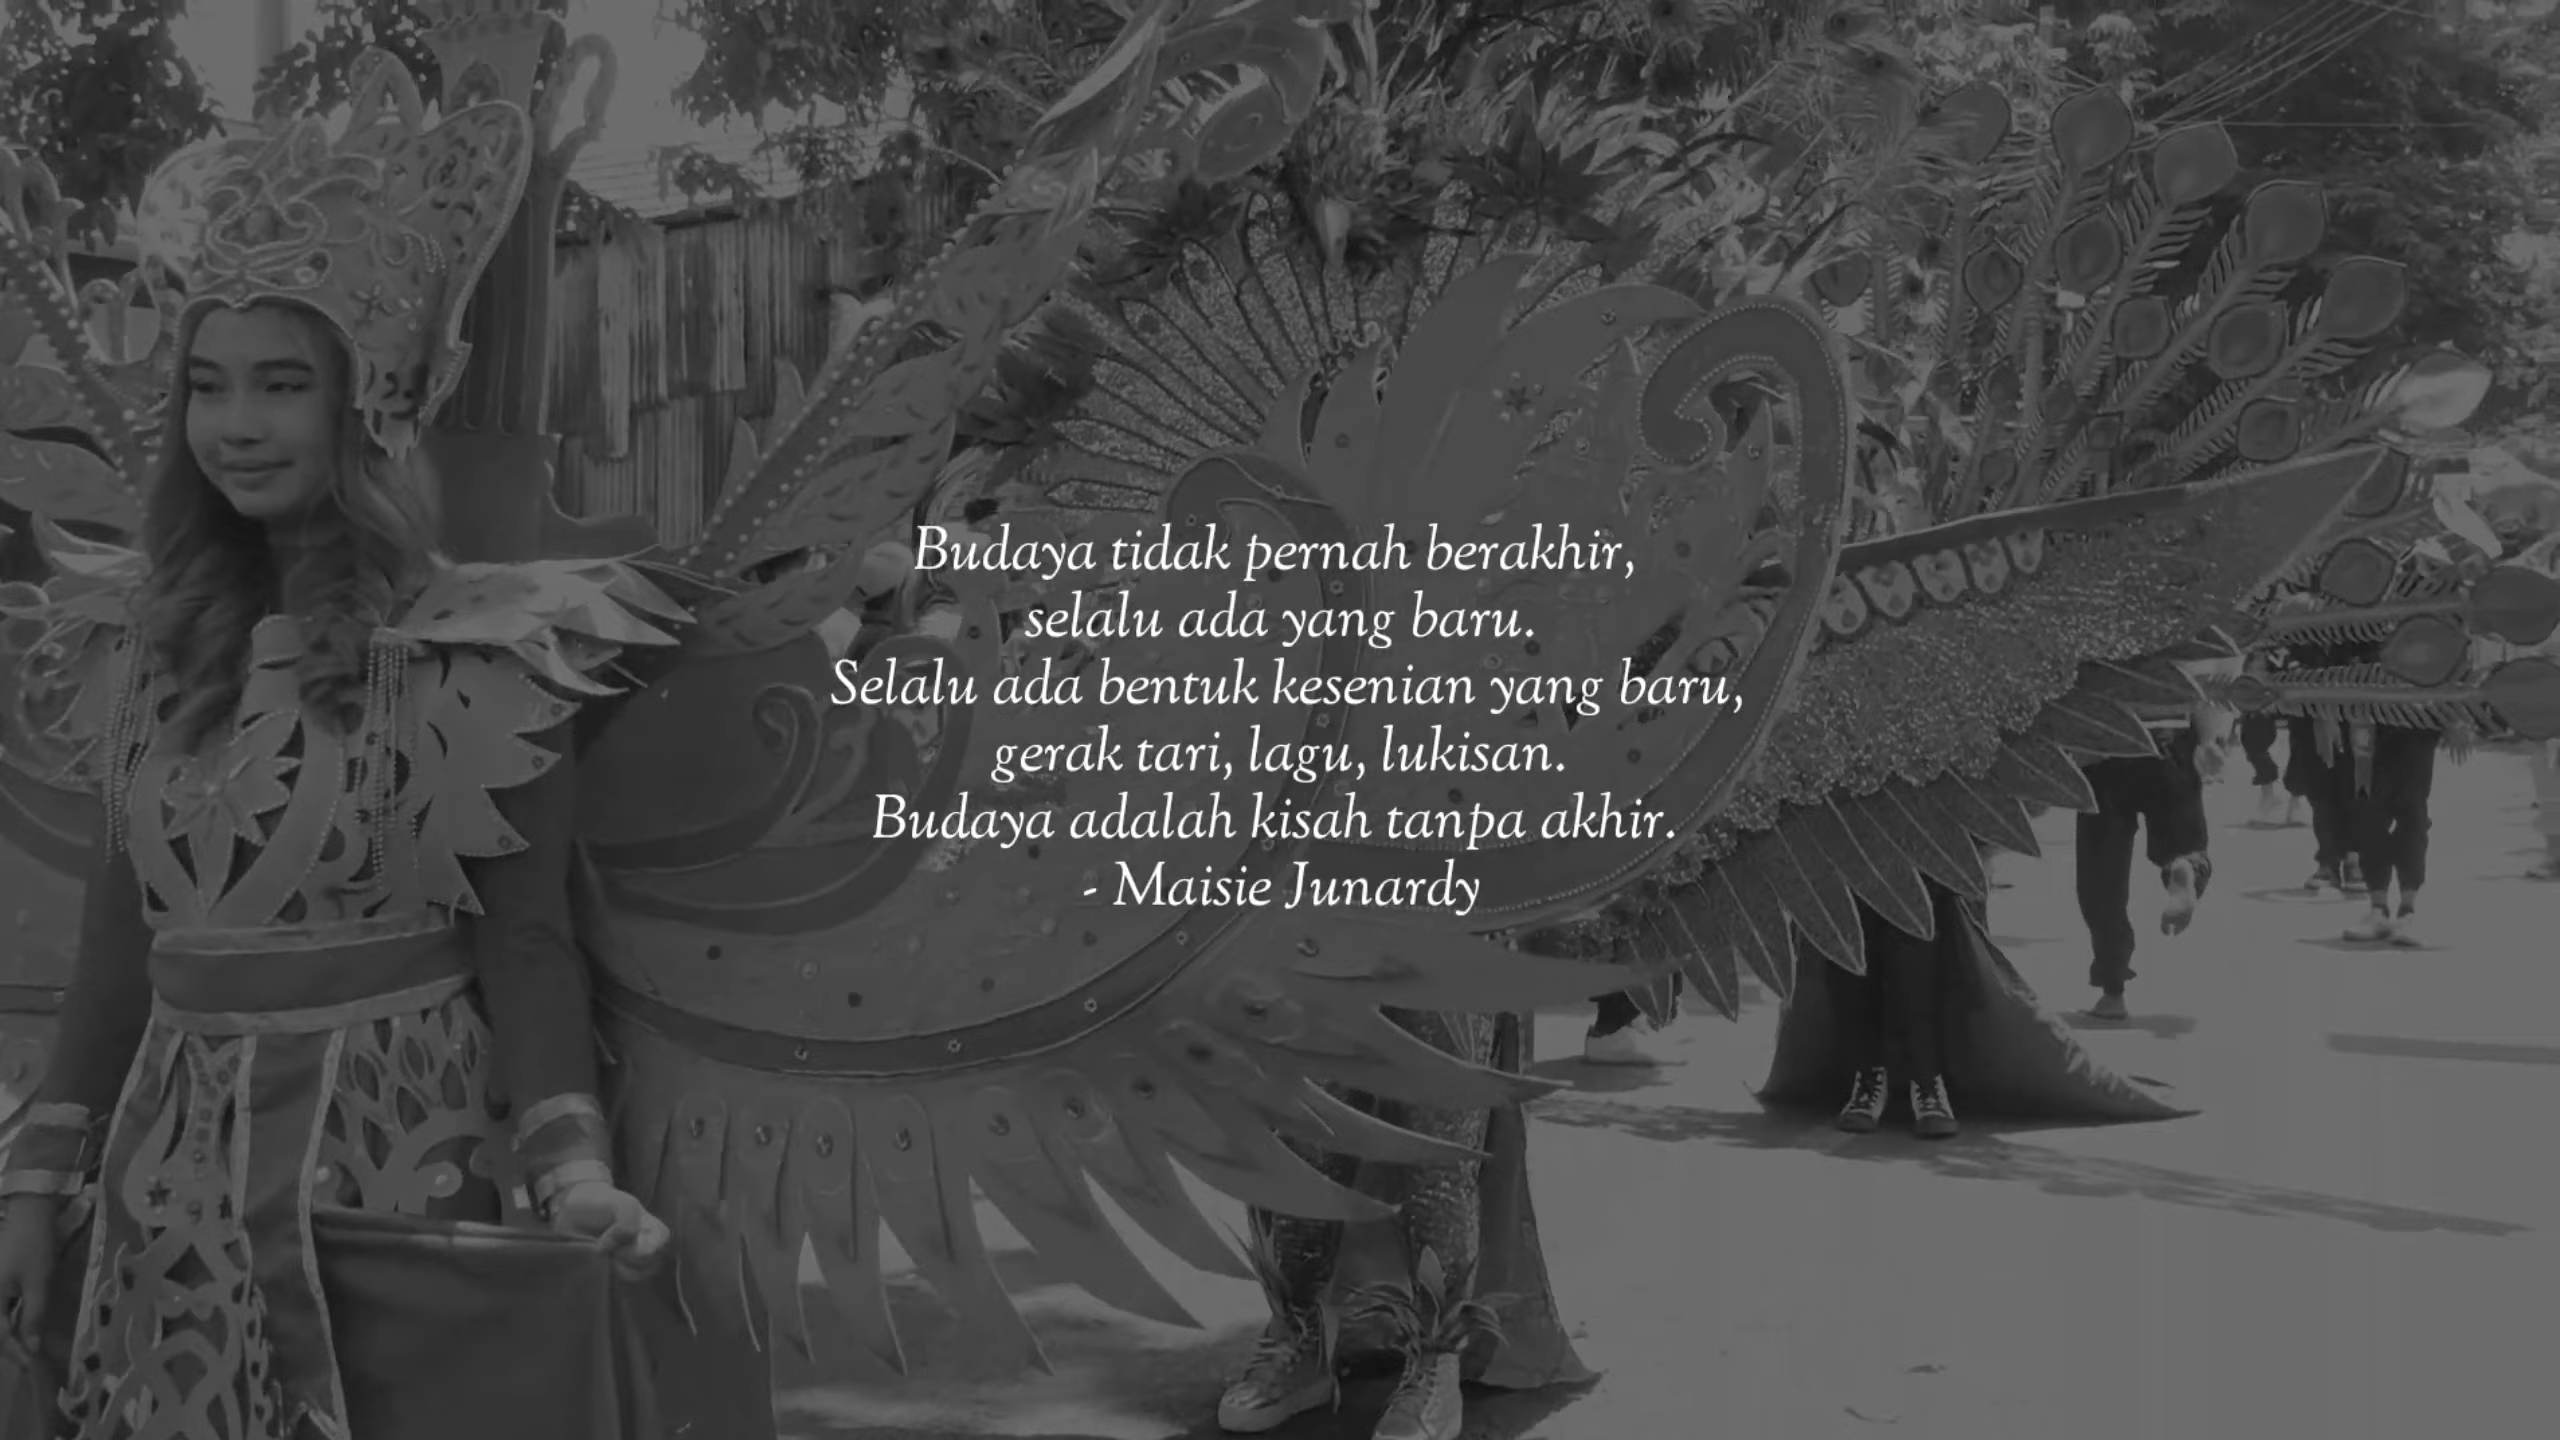 Budaya tidak pernah berakhir,
selalu ada yang baru.
Selalu ada bentuk kesenian yang baru,
gerak tari, lagu, lukisan.
Budaya adalah kisah tanpa akhir.
- Maisie Junardy